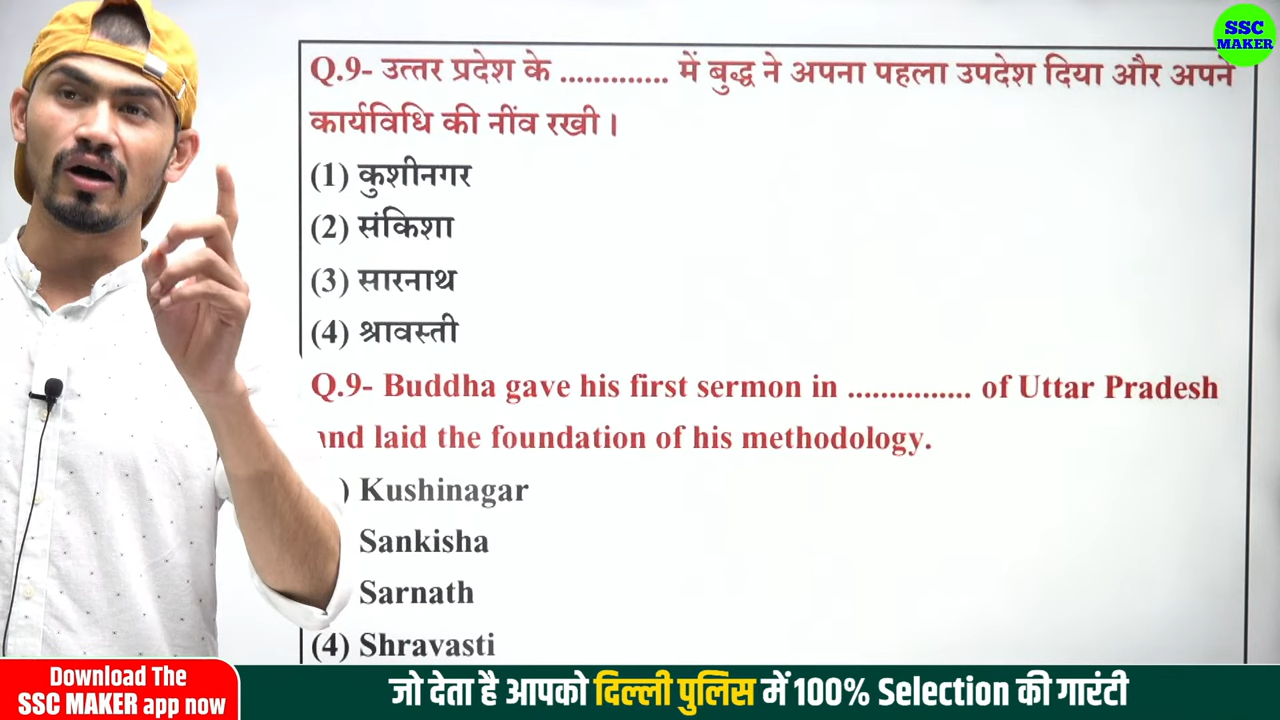 SSC
MAKER
Q.9- उत्तर प्रदेश के ............. में बुद्ध ने अपना पहला उपदेश दिया और अपने
कार्यविधि की नींव रखी ।
(1) कुशीनगर
(2) संकिशा
(3) सारनाथ
(4) श्रावस्ती
Q.9- Buddha gave his first sermon in ............... of Uttar Pradesh
and laid the foundation of his methodology.
) Kushinagar
Sankisha
Sarnath
(4) Shravasti
Download The
SSC MAKER app now
जो देता है आपको दिल्ली पुलिस में 100% Selection की गारंटी